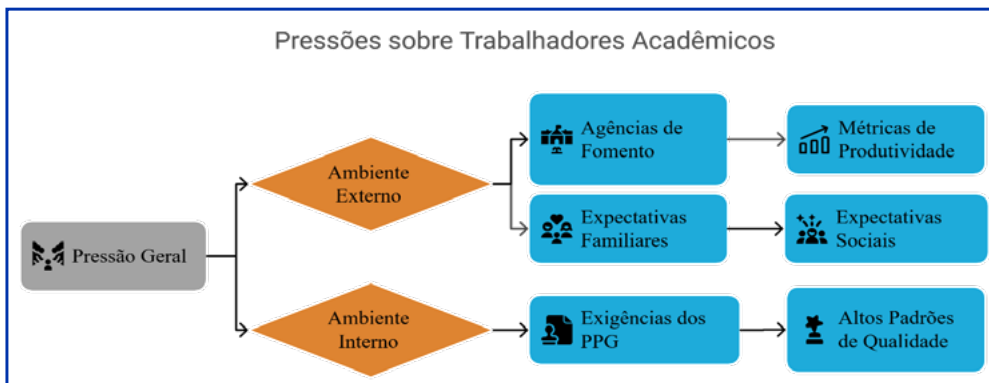 Pressões sobre Trabalhadores Acadêmicos
Agências de
Fomento
Métricas de
Produtividade
Ambiente
Externo
Expectativas
Familiares
Expectativas
Sociais
Pressão Geral
Ambiente
Interno
Exigências dos
PPG
Altos Padrões
de Qualidade